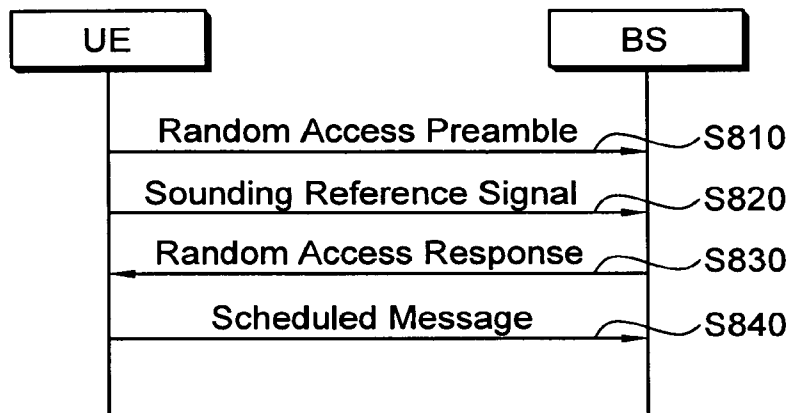 UE BS
Random Access Preamble S810
Sounding Reference Signal S820
Random Access Response S830
Scheduled Message S840